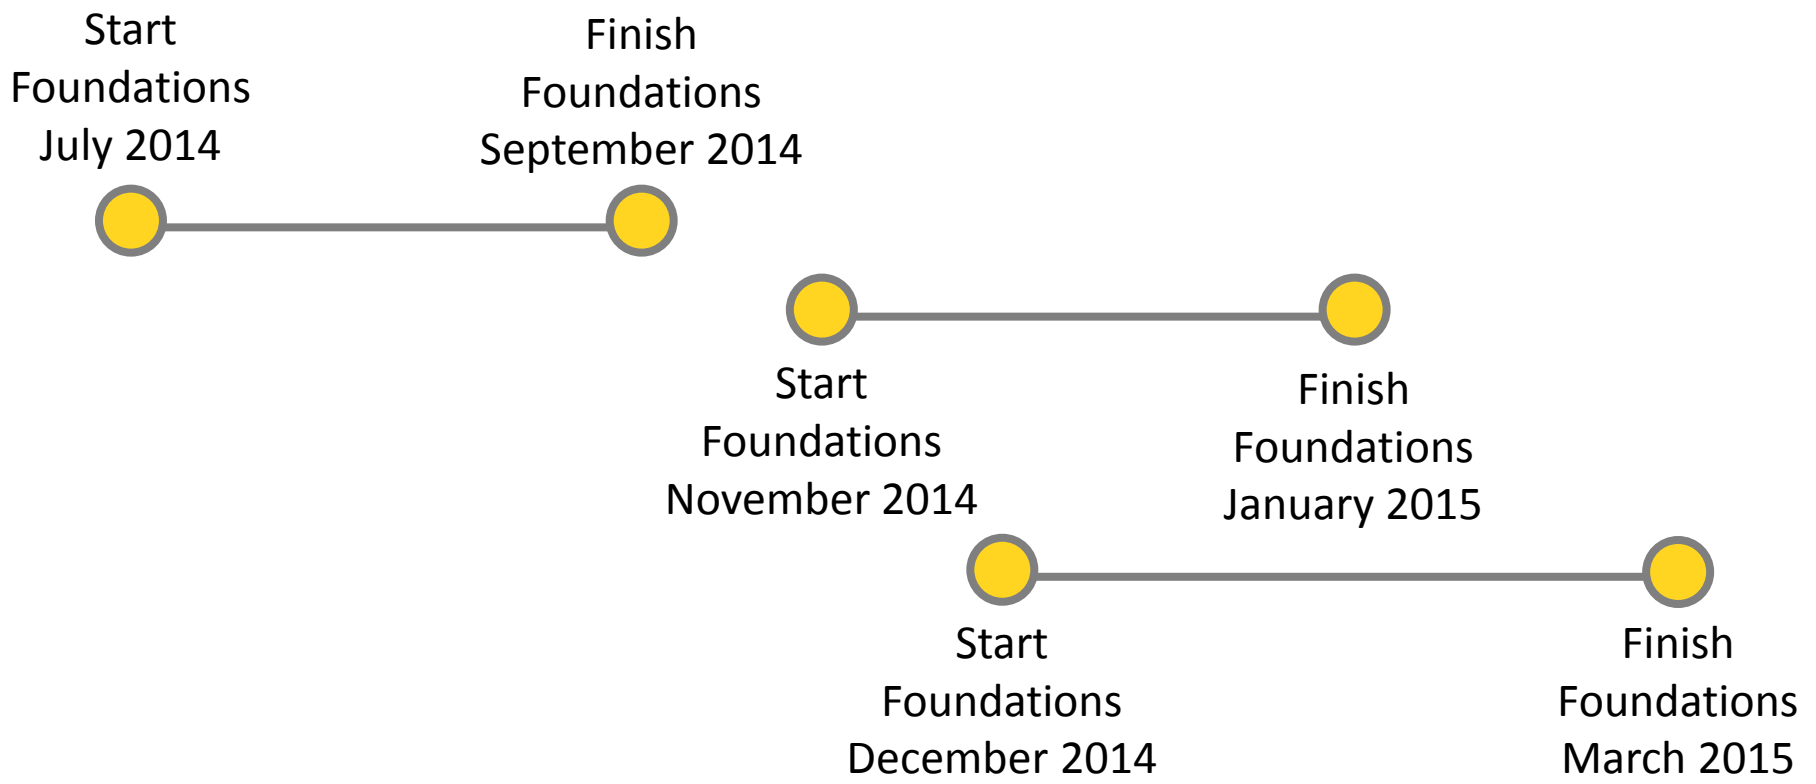 Start
Foundations
July 2014
Finish
Foundations
September 2014
Start
Foundations
November 2014
Finish
Foundations
January 2015
Start
Foundations
December 2014
Finish
Foundations
March 2015